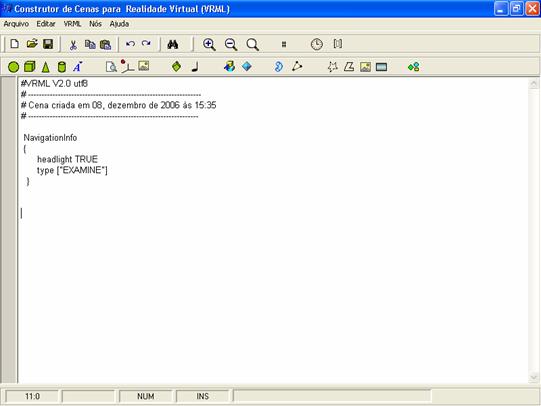 Construtor de Cenas para Realidade Virtual (VRML)
Arquivo Editar VRML Nós Ajuda
#VRML V2.0 utf8
# ------------------------------------------------------------
# Cena criada em 08, dezembro de 2006 ás 15:35
# -----------------------------------------------------------
NavigationInfo
{
headlight TRUE
type ["EXAMINE"]
}
11:0 NUM INS